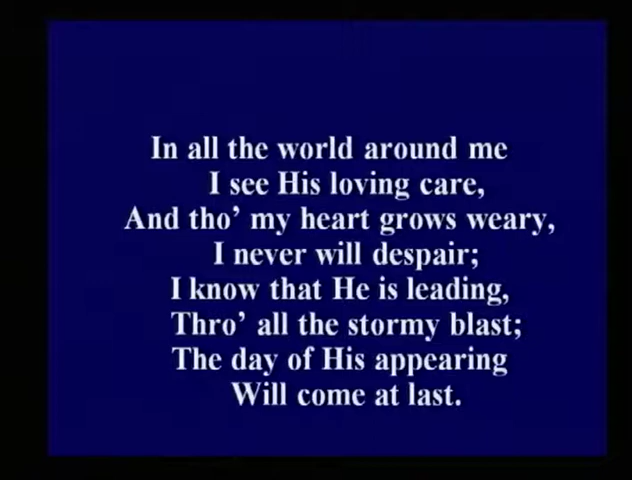 In all the world around me
I see His loving care,
And tho' my heart grows weary,
I never will despair;
I know that He is leading,
Thro' all the stormy blast;
The day of His appearing
Will come at last.